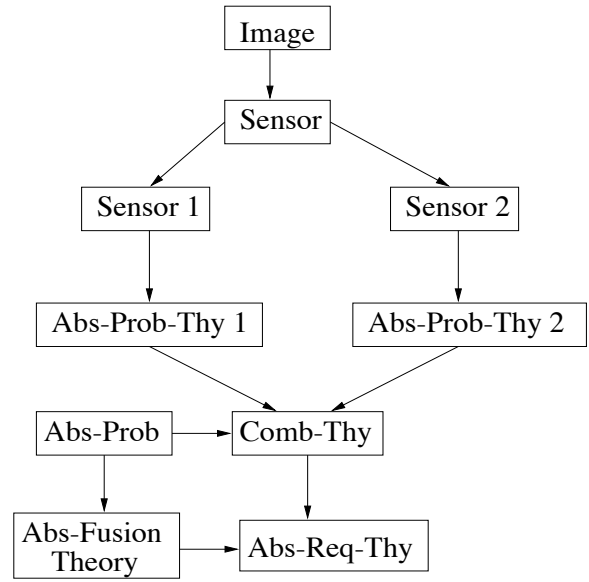 Image
Sensor
Sensor 1
Sensor 2
Abs-Prob-Thy 1
Abs-Prob-Thy 2
Abs-Prob
Comb-Thy
Abs-Fusion
Theory
Abs-Req-Thy